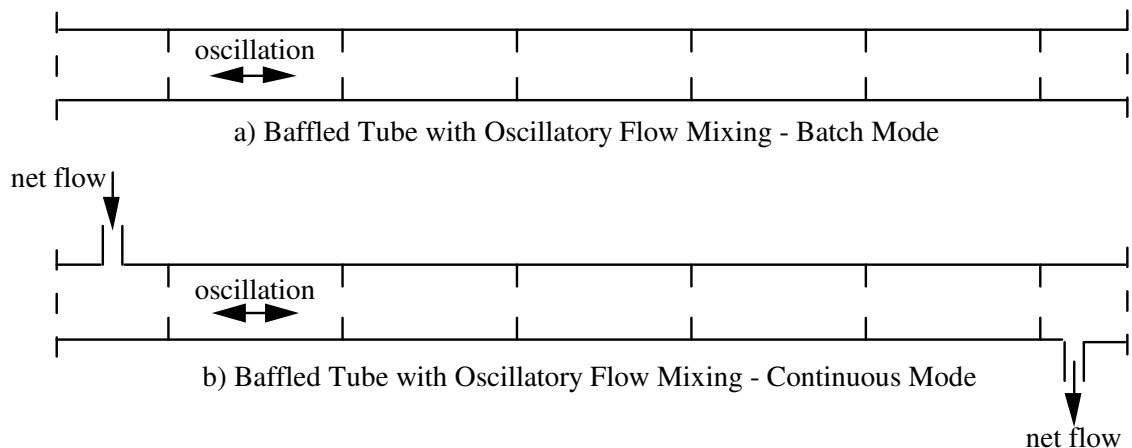 oscillation
a) Baffled Tube with Oscillatory Flow Mixing - Batch Mode
net flow
oscillation
b) Baffled Tube with Oscillatory Flow Mixing - Continuous Mode
net flow